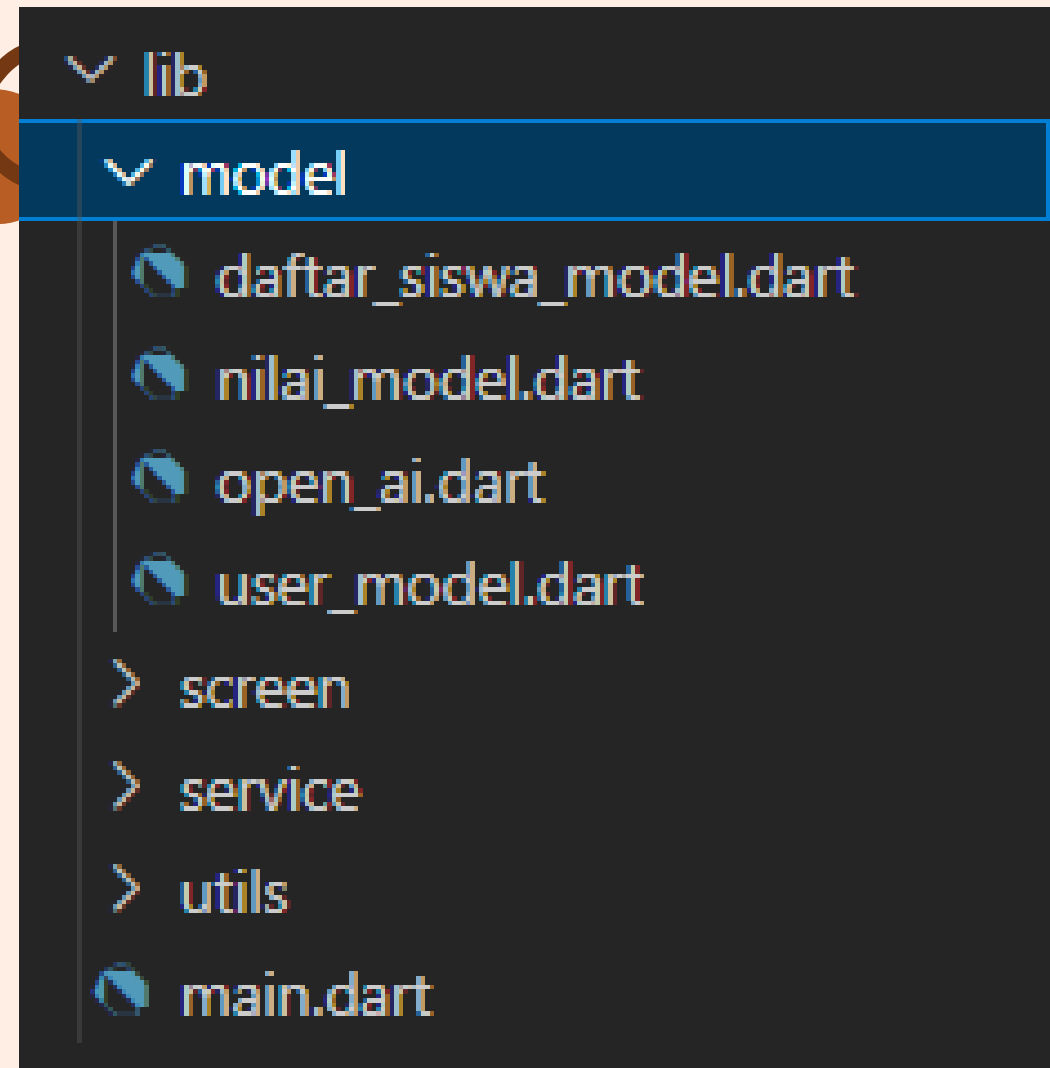 lib
model
daftar_siswa_model.dart
nilai_model.dart
open_ai.dart
user_model.dart
screen
service
utils
main.dart